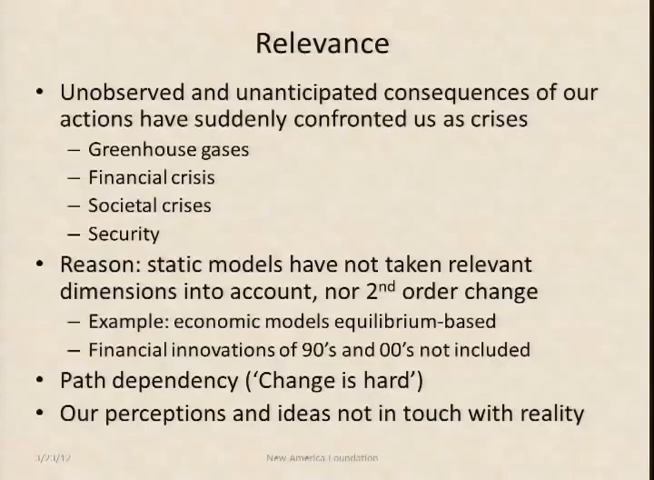 Relevance
• Unobserved and unanticipated consequences of our
actions have suddenly confronted us as crises
– Greenhouse gases
– Financial crisis
– Societal crises
– Security
• Reason: static models have not taken relevant
dimensions into account, nor 2nd order change
– Example: economic models equilibrium-based
– Financial innovations of 90's and 00's not included
• Path dependency ('Change is hard')
• Our perceptions and ideas not in touch with reality
3/23/12
New America Foundation